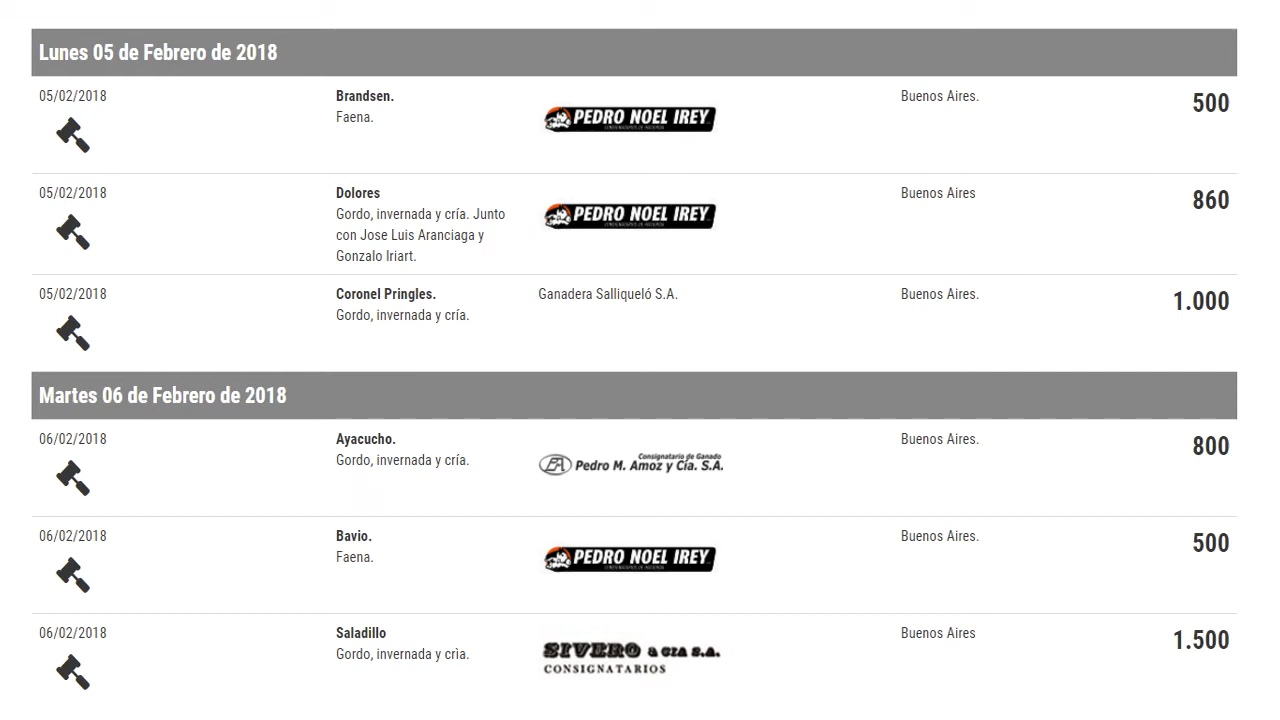 Lunes 05 de Febrero de 2018
05/02/2018
Brandsen.
Faena.
PEDRO NOEL IREY
Buenos Aires.
500
05/02/2018
Dolores
Gordo, invernada y cría. Junto
con Jose Luis Aranciaga y
Gonzalo Iriart.
PEDRO NOEL IREY
Buenos Aires
860
05/02/2018
Coronel Pringles.
Gordo, invernada y cría.
Ganadera Salliqueló S.A.
Buenos Aires.
1.000
Martes 06 de Febrero de 2018
06/02/2018
Ayacucho.
Gordo, invernada y cría.
Consignatario de Ganado
Pedro M. Amoz y Cía. S.A.
Buenos Aires.
800
06/02/2018
Bavio.
Faena.
PEDRO NOEL IREY
Buenos Aires.
500
06/02/2018
Saladillo
Gordo, invernada y crìa.
SIVERO & CIA S.A.
CONSIGNATARIOS
Buenos Aires
1.500